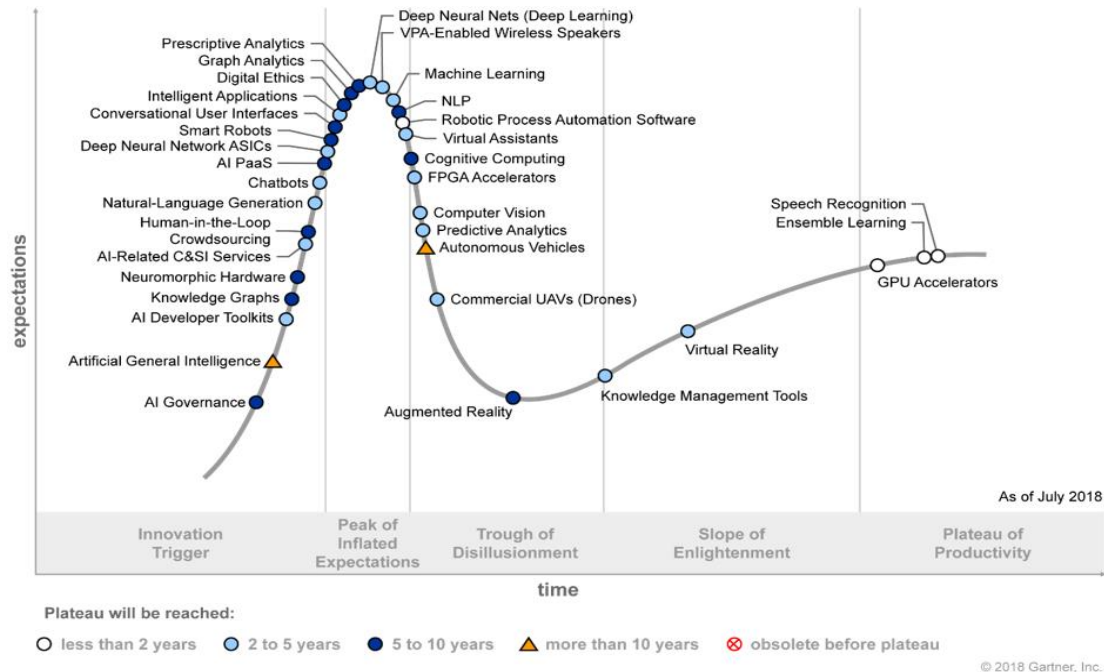 Deep Neural Nets (Deep Learning)
VPA-Enabled Wireless Speakers
Prescriptive Analytics
Graph Analytics
Digital Ethics
Intelligent Applications
Conversational User Interfaces
Smart Robots
Deep Neural Network ASICs
AI PaaS
Chatbots
Natural-Language Generation
Human-in-the-Loop
Crowdsourcing
AI-Related C&SI Services
Neuromorphic Hardware
Knowledge Graphs
AI Developer Toolkits
Artificial General Intelligence
AI Governance
Machine Learning
NLP
Robotic Process Automation Software
Virtual Assistants
Cognitive Computing
FPGA Accelerators
Computer Vision
Predictive Analytics
Autonomous Vehicles
Commercial UAVs (Drones)
Augmented Reality
Knowledge Management Tools
Virtual Reality
Speech Recognition
Ensemble Learning
GPU Accelerators
expectations
As of July 2018
Innovation
Trigger
Peak of
Inflated
Expectations
Trough of
Disillusionment
Slope of
Enlightenment
Plateau of
Productivity
time
Plateau will be reached:
less than 2 years
2 to 5 years
5 to 10 years
more than 10 years
obsolete before plateau
© 2018 Gartner, Inc.